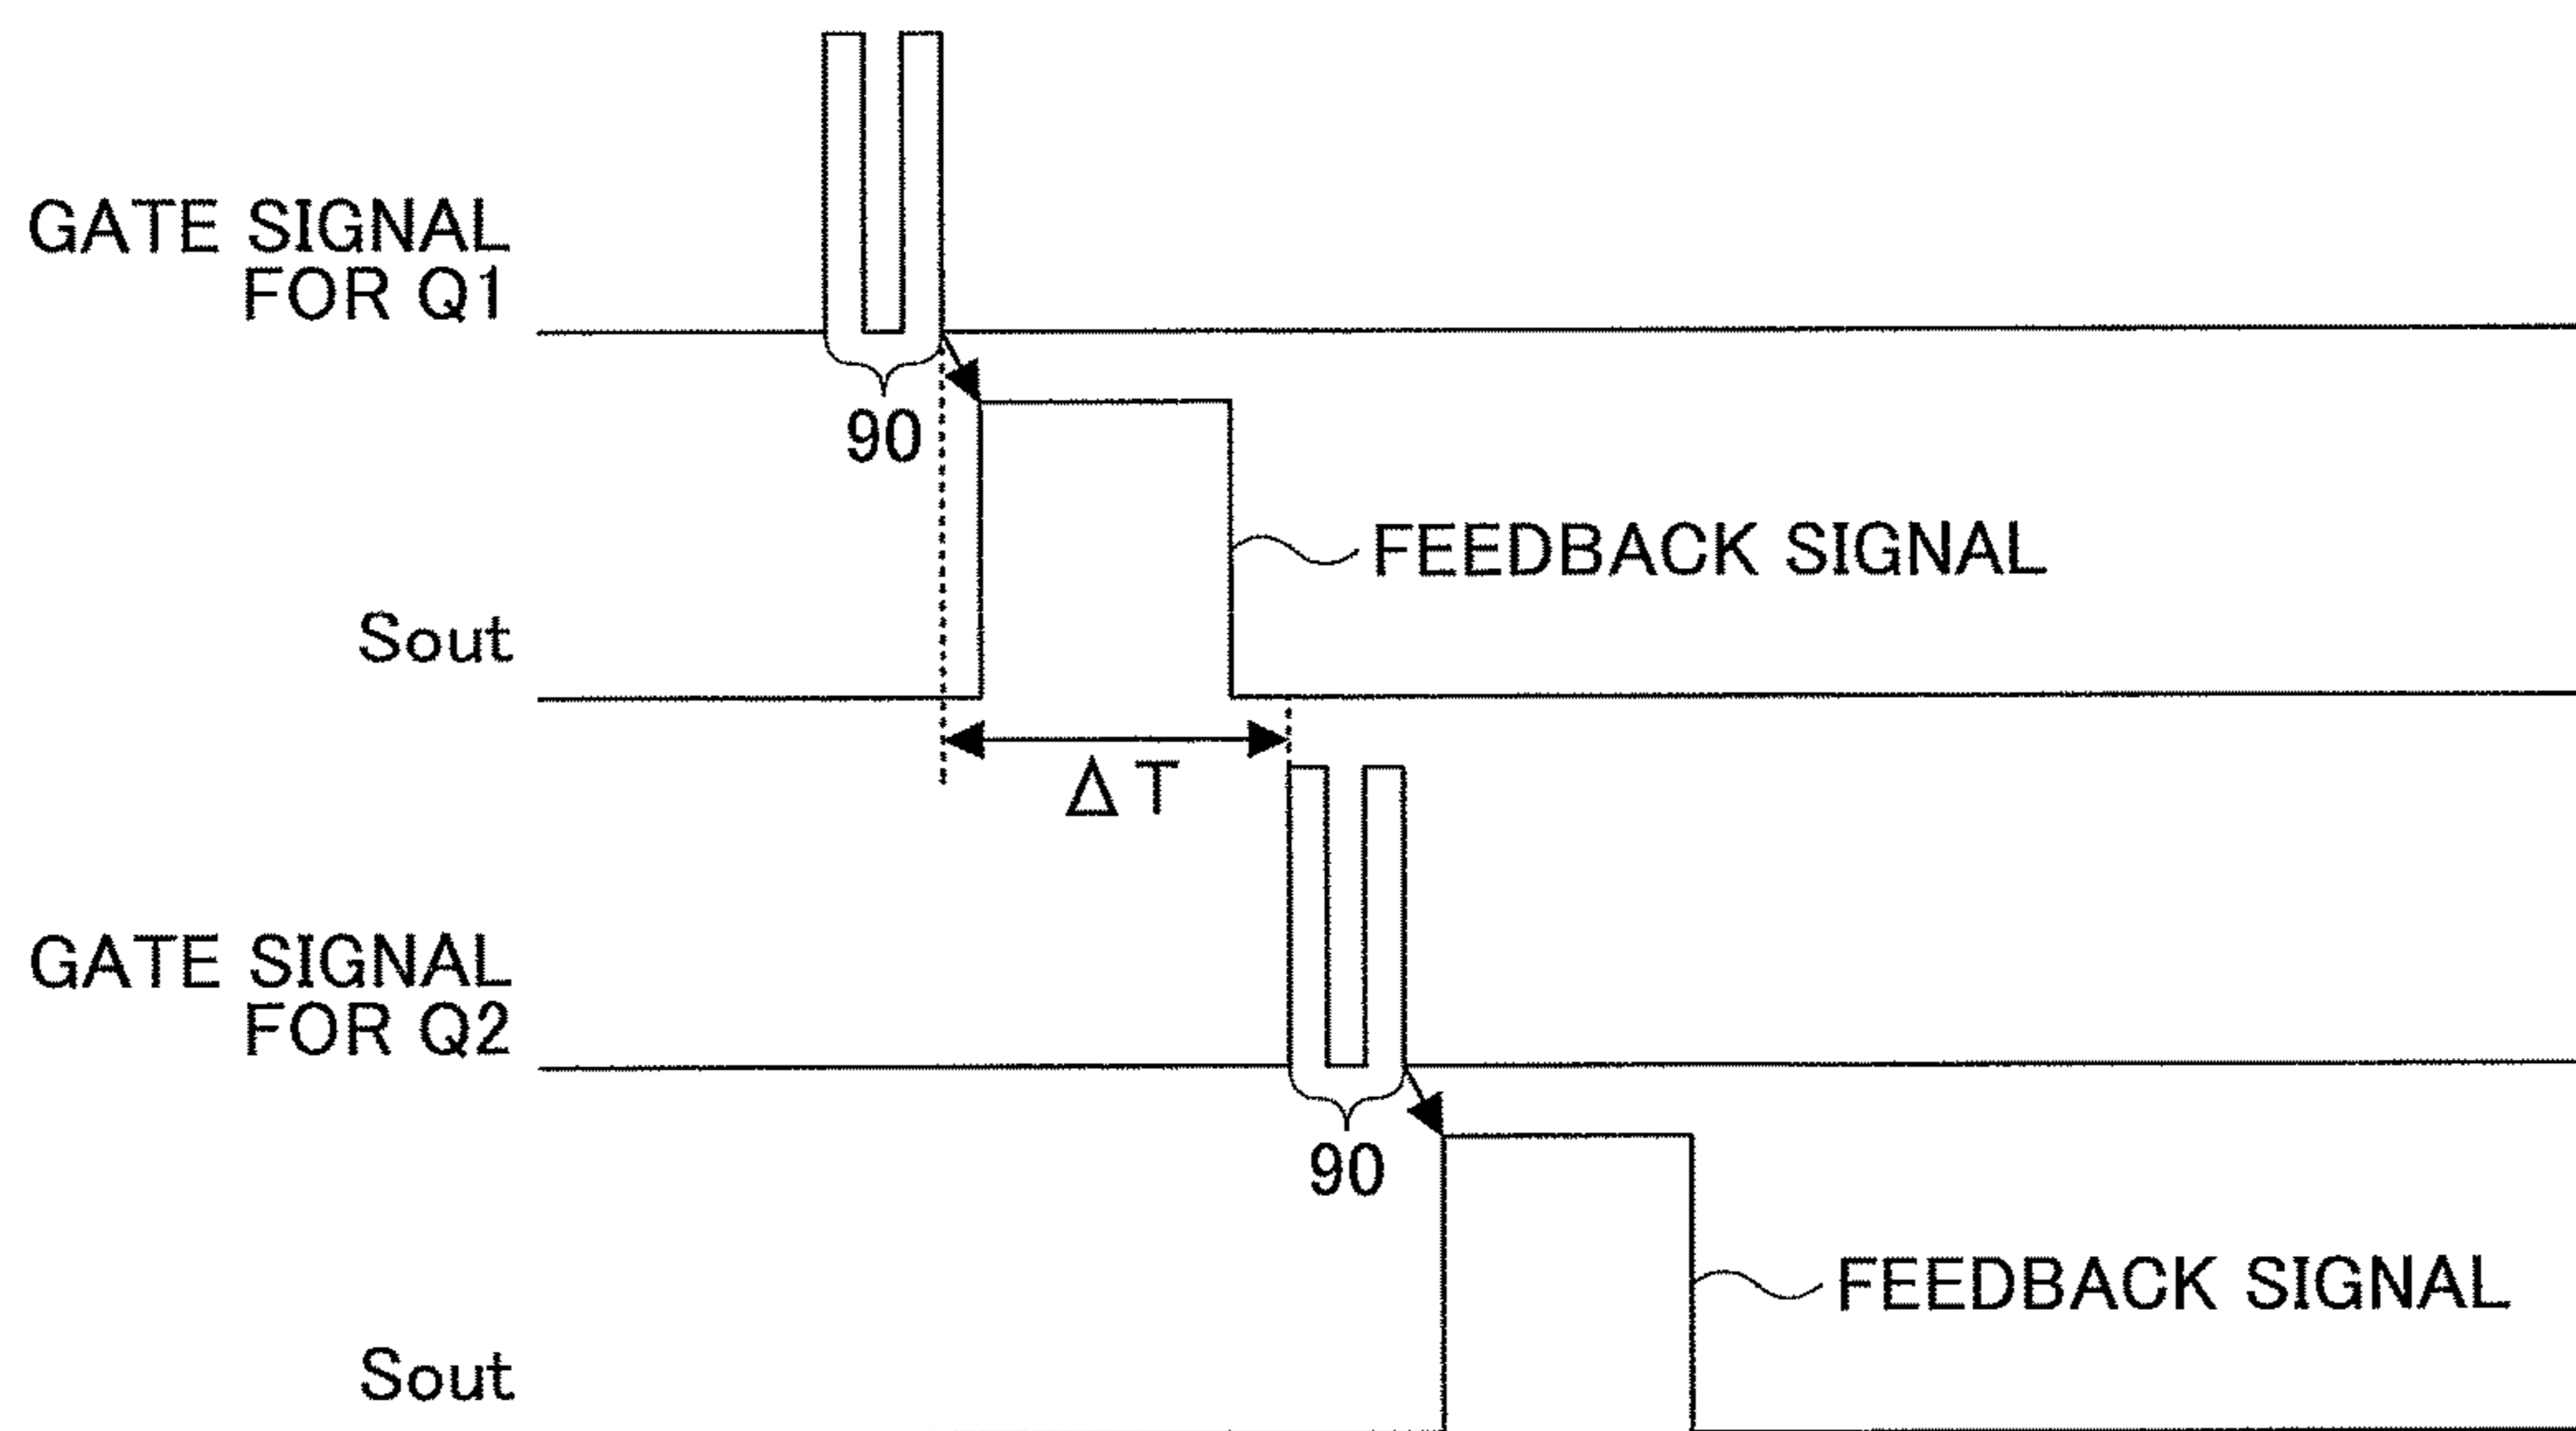 GATE SIGNAL
FOR Q1
90
FEEDBACK SIGNAL
Sout
ΔT
GATE SIGNAL
FOR Q2
90
FEEDBACK SIGNAL
Sout